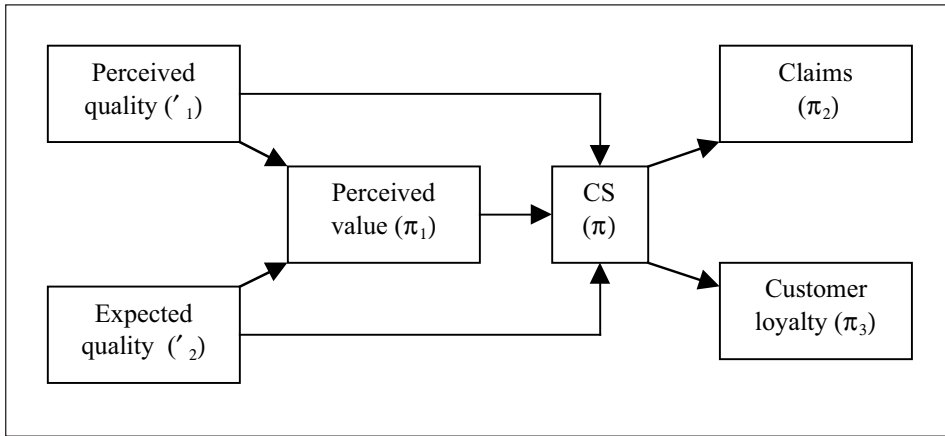 Perceived
quality (′ ₁)
Claims
(π₂)
Perceived
value (π₁)
CS
(π)
Expected
quality (′ ₂)
Customer
loyalty (π₃)